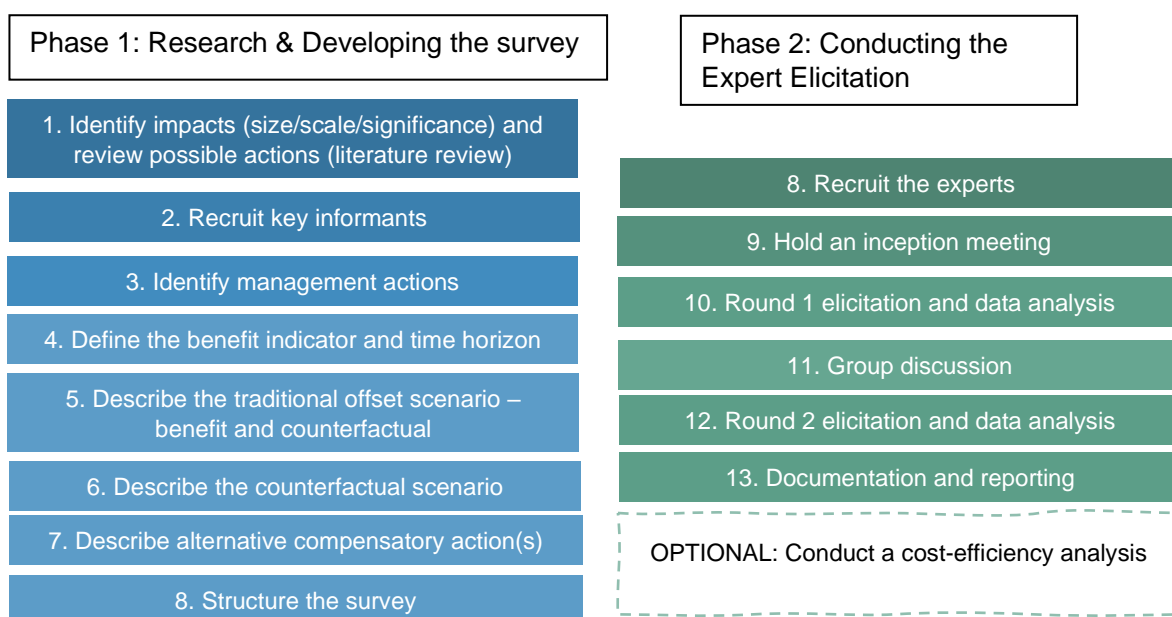 Phase 1: Research & Developing the survey
1. Identify impacts (size/scale/significance) and
review possible actions (literature review)
2. Recruit key informants
3. Identify management actions
4. Define the benefit indicator and time horizon
5. Describe the traditional offset scenario –
benefit and counterfactual
6. Describe the counterfactual scenario
7. Describe alternative compensatory action(s)
8. Structure the survey
Phase 2: Conducting the
Expert Elicitation
8. Recruit the experts
9. Hold an inception meeting
10. Round 1 elicitation and data analysis
11. Group discussion
12. Round 2 elicitation and data analysis
13. Documentation and reporting
OPTIONAL: Conduct a cost-efficiency analysis